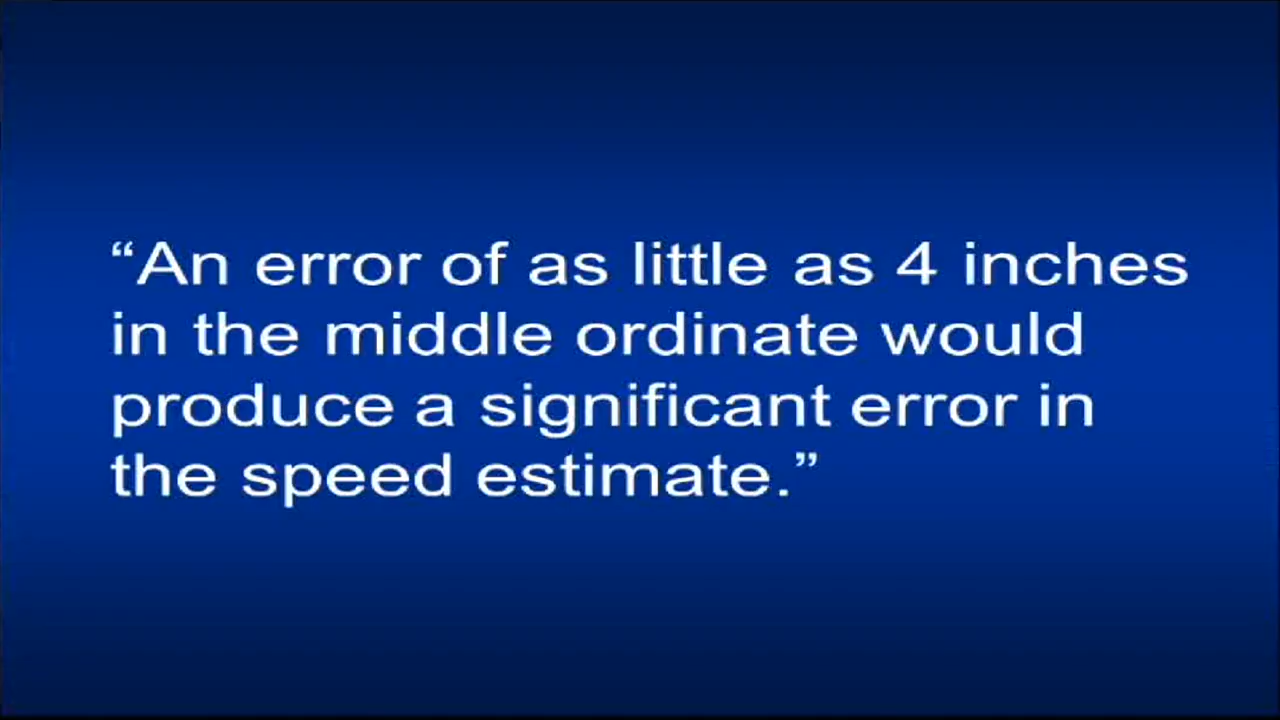 “An error of as little as 4 inches
in the middle ordinate would
produce a significant error in
the speed estimate.”